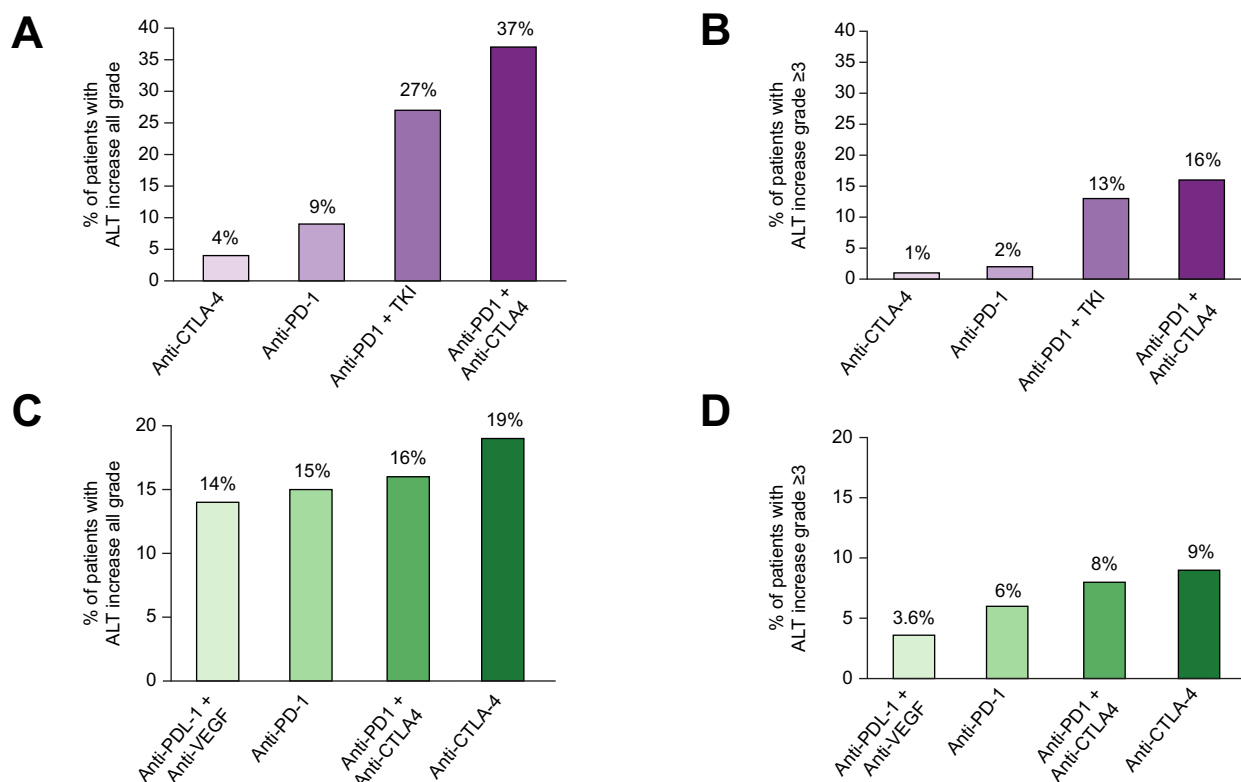 A
% of patients with
ALT increase all grade
40
35
30
25
20
15
10
5
0
4%
9%
27%
37%
Anti-CTLA-4
Anti-PD-1
Anti-PD1 + TKI
Anti-PD1 +
Anti-CTLA4
B
% of patients with
ALT increase grade ≥3
40
35
30
25
20
15
10
5
0
1%
2%
13%
16%
Anti-CTLA-4
Anti-PD-1
Anti-PD1 + TKI
Anti-PD1 +
Anti-CTLA4
C
% of patients with
ALT increase all grade
20
15
10
5
0
14%
15%
16%
19%
Anti-PDL-1 +
Anti-VEGF
Anti-PD-1
Anti-PD1 +
Anti-CTLA4
Anti-CTLA-4
D
% of patients with
ALT increase grade ≥3
20
15
10
5
0
3.6%
6%
8%
9%
Anti-PDL-1 +
Anti-VEGF
Anti-PD-1
Anti-PD1 +
Anti-CTLA4
Anti-CTLA-4